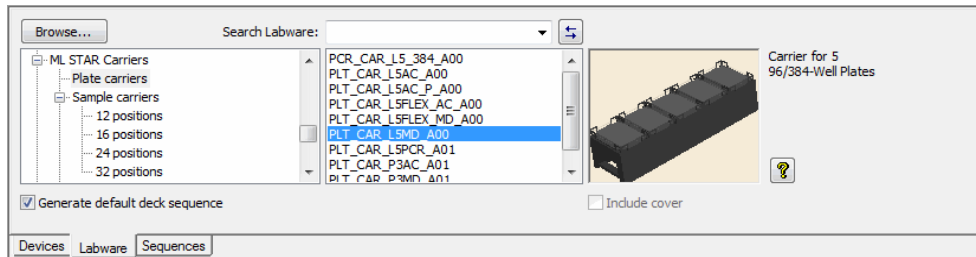 Browse...
Search Labware:
ML STAR Carriers
Plate carriers
Sample carriers
12 positions
16 positions
24 positions
32 positions
PCR_CAR_L5_384_A00
PLT_CAR_L5AC_A00
PLT_CAR_L5AC_P_A00
PLT_CAR_L5FLEX_AC_A00
PLT_CAR_L5FLEX_MD_A00
PLT_CAR_L5MD_A00
PLT_CAR_L5PCR_A01
PLT_CAR_P3AC_A01
PLT_CAR_P3MD_A01
Carrier for 5
96/384-Well Plates
?
Generate default deck sequence
Include cover
Devices Labware Sequences